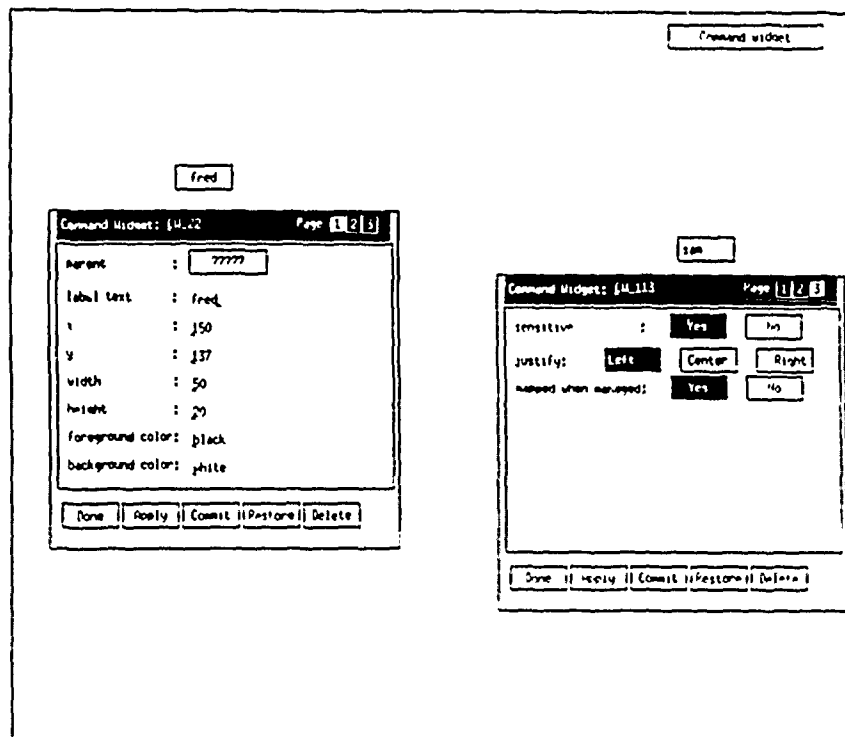 Command widget
fred
Command Widget: EW_22 Page 1 2 3
parent : ?????
label text : fred
x : 150
y : 137
width : 50
height : 20
foreground color: black
background color: white
Done Apply Commit Restore Delete
sam
Command Widget: EW_113 Page 1 2 3
sensitive : Yes No
justify: Left Center Right
mapped when managed: Yes No
Done Apply Commit Restore Delete